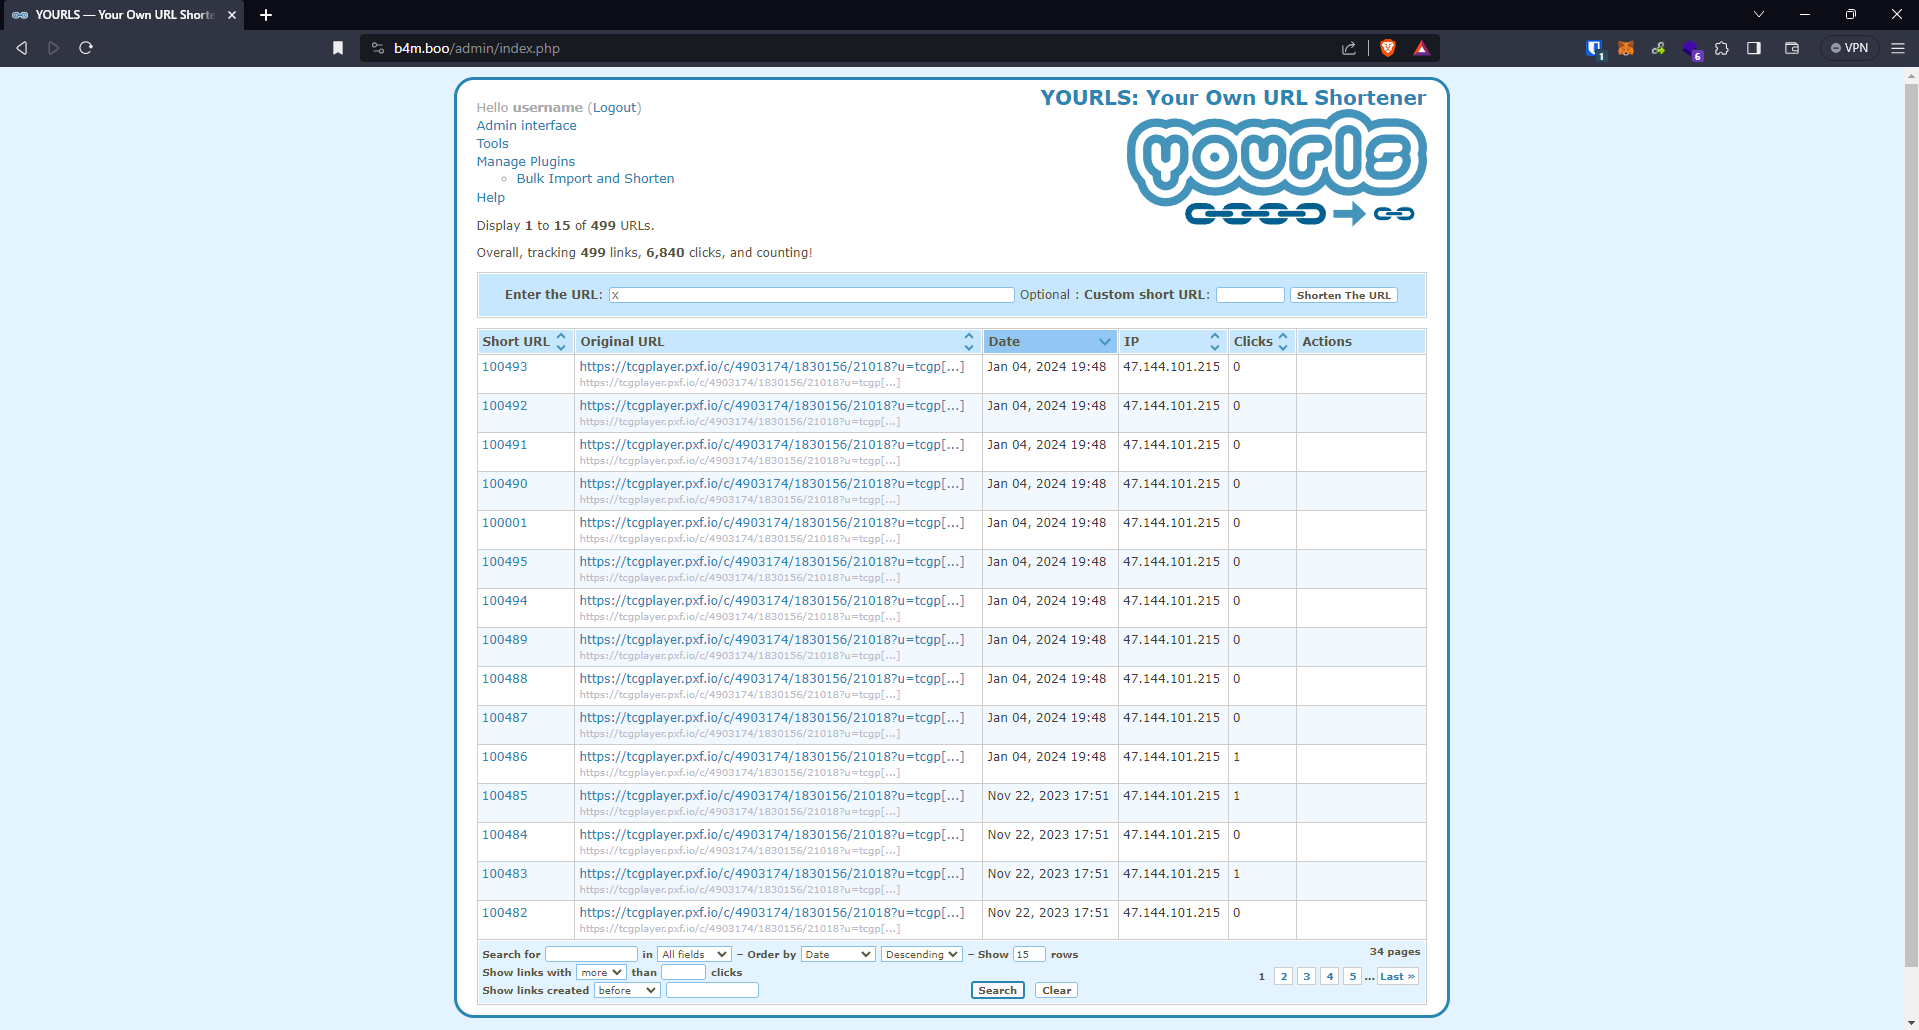 YOURLS — Your Own URL Shorte
b4m.boo/admin/index.php
1
6
VPN
Hello username (Logout)
YOURLS: Your Own URL Shortener
Admin interface
Tools
Manage Plugins
Bulk Import and Shorten
Help
yourls
Display 1 to 15 of 499 URLs.
Overall, tracking 499 links, 6,840 clicks, and counting!
Enter the URL: x Optional : Custom short URL: Shorten The URL
Short URL Original URL Date IP Clicks Actions
100493 https://tcgplayer.pxf.io/c/4903174/1830156/21018?u=tcgp[...] Jan 04, 2024 19:48 47.144.101.215 0
https://tcgplayer.pxf.io/c/4903174/1830156/21018?u=tcgp[...]
100492 https://tcgplayer.pxf.io/c/4903174/1830156/21018?u=tcgp[...] Jan 04, 2024 19:48 47.144.101.215 0
https://tcgplayer.pxf.io/c/4903174/1830156/21018?u=tcgp[...]
100491 https://tcgplayer.pxf.io/c/4903174/1830156/21018?u=tcgp[...] Jan 04, 2024 19:48 47.144.101.215 0
https://tcgplayer.pxf.io/c/4903174/1830156/21018?u=tcgp[...]
100490 https://tcgplayer.pxf.io/c/4903174/1830156/21018?u=tcgp[...] Jan 04, 2024 19:48 47.144.101.215 0
https://tcgplayer.pxf.io/c/4903174/1830156/21018?u=tcgp[...]
100001 https://tcgplayer.pxf.io/c/4903174/1830156/21018?u=tcgp[...] Jan 04, 2024 19:48 47.144.101.215 0
https://tcgplayer.pxf.io/c/4903174/1830156/21018?u=tcgp[...]
100495 https://tcgplayer.pxf.io/c/4903174/1830156/21018?u=tcgp[...] Jan 04, 2024 19:48 47.144.101.215 0
https://tcgplayer.pxf.io/c/4903174/1830156/21018?u=tcgp[...]
100494 https://tcgplayer.pxf.io/c/4903174/1830156/21018?u=tcgp[...] Jan 04, 2024 19:48 47.144.101.215 0
https://tcgplayer.pxf.io/c/4903174/1830156/21018?u=tcgp[...]
100489 https://tcgplayer.pxf.io/c/4903174/1830156/21018?u=tcgp[...] Jan 04, 2024 19:48 47.144.101.215 0
https://tcgplayer.pxf.io/c/4903174/1830156/21018?u=tcgp[...]
100488 https://tcgplayer.pxf.io/c/4903174/1830156/21018?u=tcgp[...] Jan 04, 2024 19:48 47.144.101.215 0
https://tcgplayer.pxf.io/c/4903174/1830156/21018?u=tcgp[...]
100487 https://tcgplayer.pxf.io/c/4903174/1830156/21018?u=tcgp[...] Jan 04, 2024 19:48 47.144.101.215 0
https://tcgplayer.pxf.io/c/4903174/1830156/21018?u=tcgp[...]
100486 https://tcgplayer.pxf.io/c/4903174/1830156/21018?u=tcgp[...] Jan 04, 2024 19:48 47.144.101.215 1
https://tcgplayer.pxf.io/c/4903174/1830156/21018?u=tcgp[...]
100485 https://tcgplayer.pxf.io/c/4903174/1830156/21018?u=tcgp[...] Nov 22, 2023 17:51 47.144.101.215 1
https://tcgplayer.pxf.io/c/4903174/1830156/21018?u=tcgp[...]
100484 https://tcgplayer.pxf.io/c/4903174/1830156/21018?u=tcgp[...] Nov 22, 2023 17:51 47.144.101.215 0
https://tcgplayer.pxf.io/c/4903174/1830156/21018?u=tcgp[...]
100483 https://tcgplayer.pxf.io/c/4903174/1830156/21018?u=tcgp[...] Nov 22, 2023 17:51 47.144.101.215 1
https://tcgplayer.pxf.io/c/4903174/1830156/21018?u=tcgp[...]
100482 https://tcgplayer.pxf.io/c/4903174/1830156/21018?u=tcgp[...] Nov 22, 2023 17:51 47.144.101.215 0
https://tcgplayer.pxf.io/c/4903174/1830156/21018?u=tcgp[...]
Search for in All fields – Order by Date Descending – Show 15 rows
34 pages
Show links with more than clicks
1 2 3 4 5 ... Last »
Show links created before
Search Clear